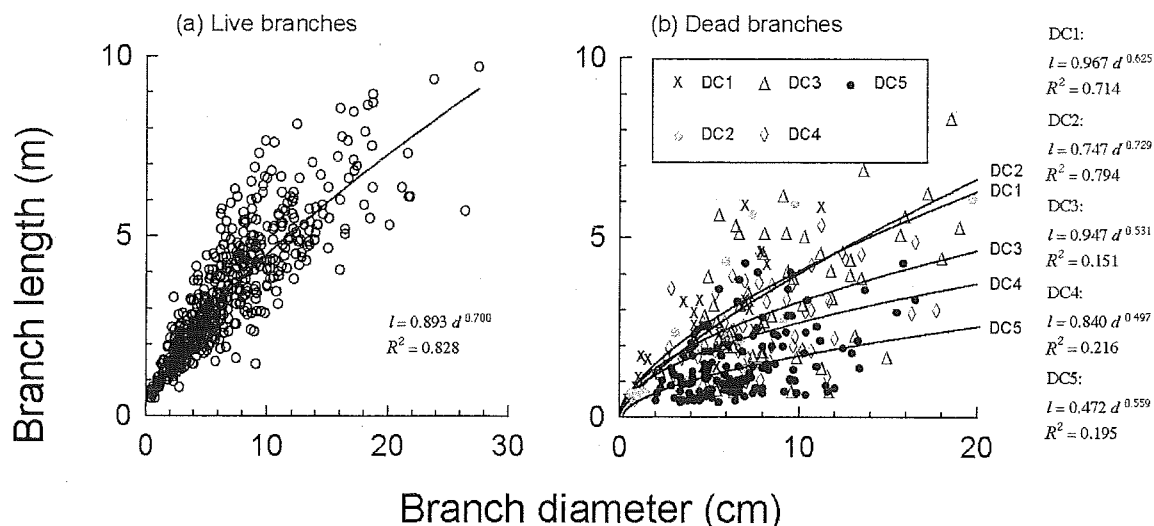 (a) Live branches
(b) Dead branches
Branch length (m)
10
5
0
0
10
20
30
l = 0.893 d^0.700
R² = 0.828
10
5
0
0
10
20
X DC1 △ DC3 ● DC5
DC2 ◇ DC4
DC2
DC1
DC3
DC4
DC5
Branch diameter (cm)
DC1:
l = 0.967 d^0.625
R² = 0.714
DC2:
l = 0.747 d^0.729
R² = 0.794
DC3:
l = 0.947 d^0.531
R² = 0.151
DC4:
l = 0.840 d^0.497
R² = 0.216
DC5:
l = 0.472 d^0.559
R² = 0.195